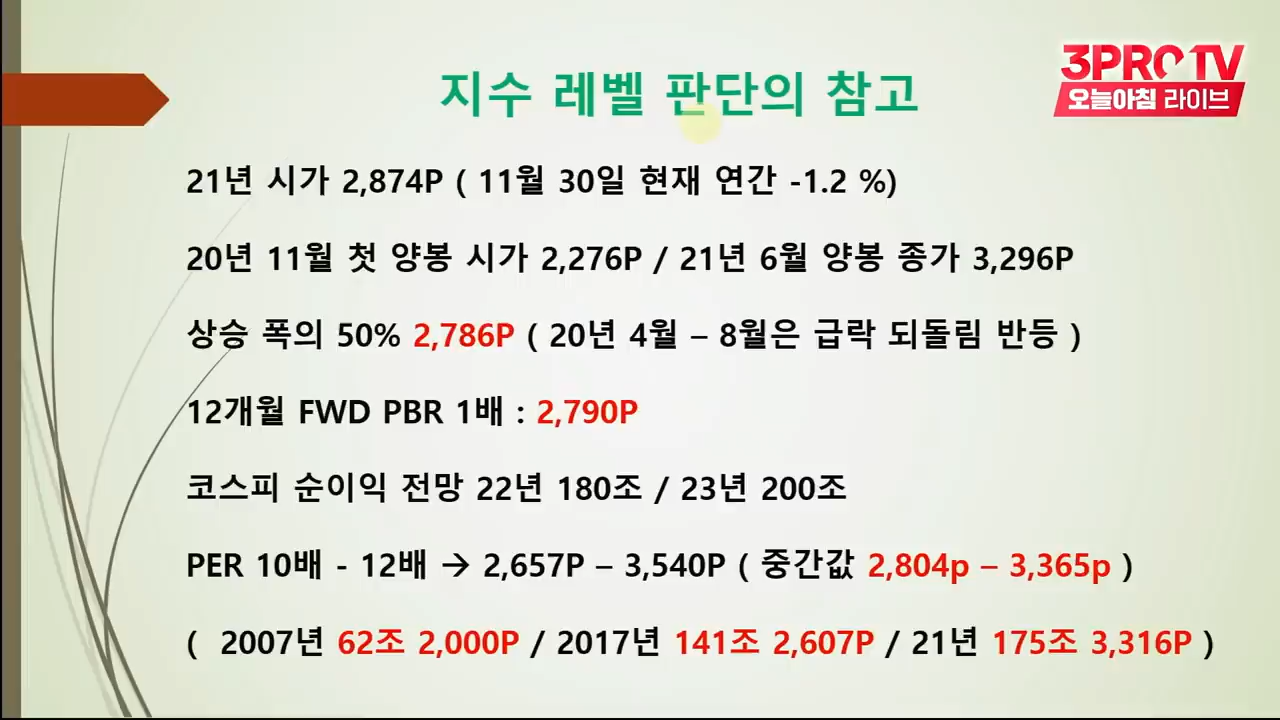 3PRO TV
오늘아침 라이브
지수 레벨 판단의 참고
21년 시가 2,874P ( 11월 30일 현재 연간 -1.2 %)
20년 11월 첫 양봉 시가 2,276P / 21년 6월 양봉 종가 3,296P
상승 폭의 50% 2,786P ( 20년 4월 – 8월은 급락 되돌림 반등 )
12개월 FWD PBR 1배 : 2,790P
코스피 순이익 전망 22년 180조 / 23년 200조
PER 10배 - 12배 → 2,657P – 3,540P ( 중간값 2,804p – 3,365p )
( 2007년 62조 2,000P / 2017년 141조 2,607P / 21년 175조 3,316P )